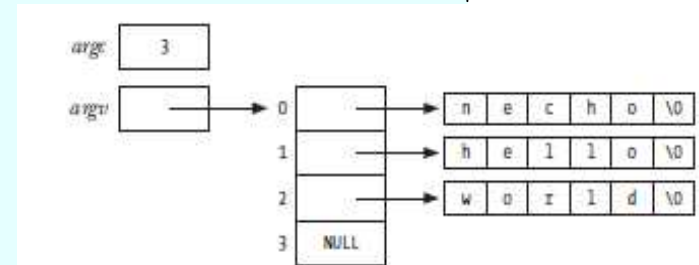 argc 3
argv 0 n e c h o \0
1 h e l l o \0
2 w o r l d \0
3 NULL